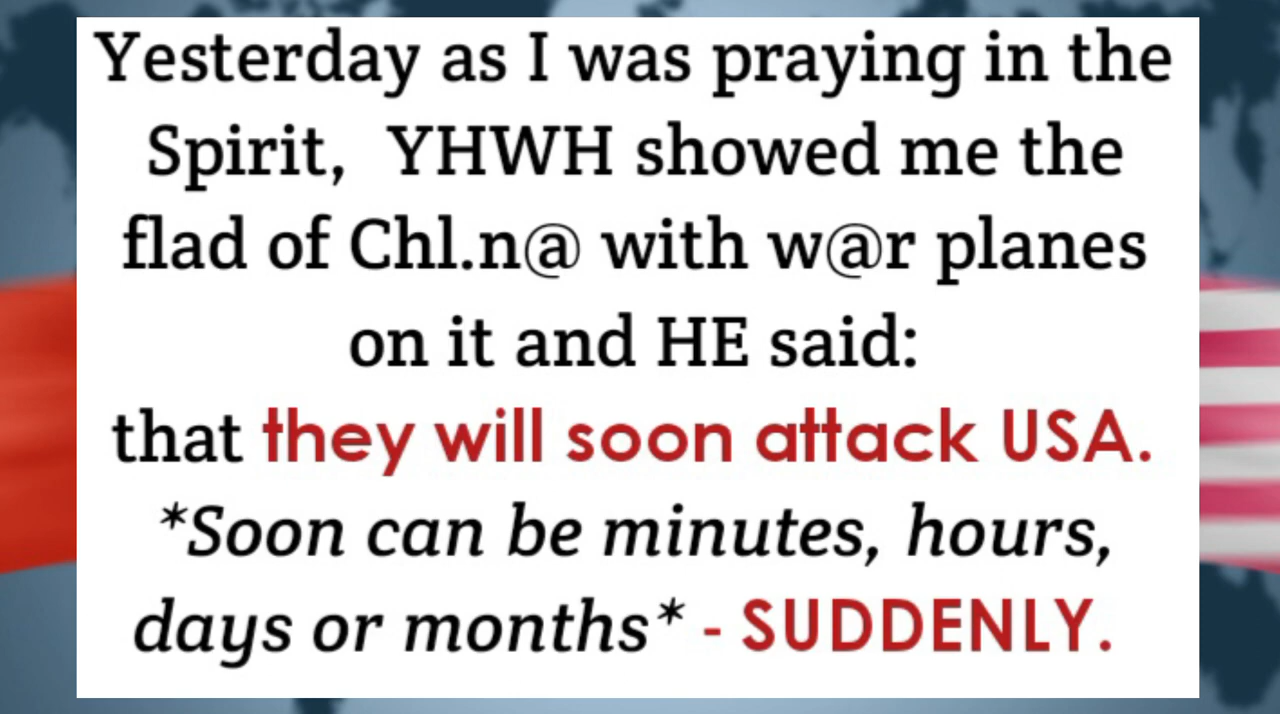 Yesterday as I was praying in the
Spirit, YHWH showed me the
flad of Chl.n@ with w@r planes
on it and HE said:
that they will soon attack USA.
*Soon can be minutes, hours,
days or months* - SUDDENLY.